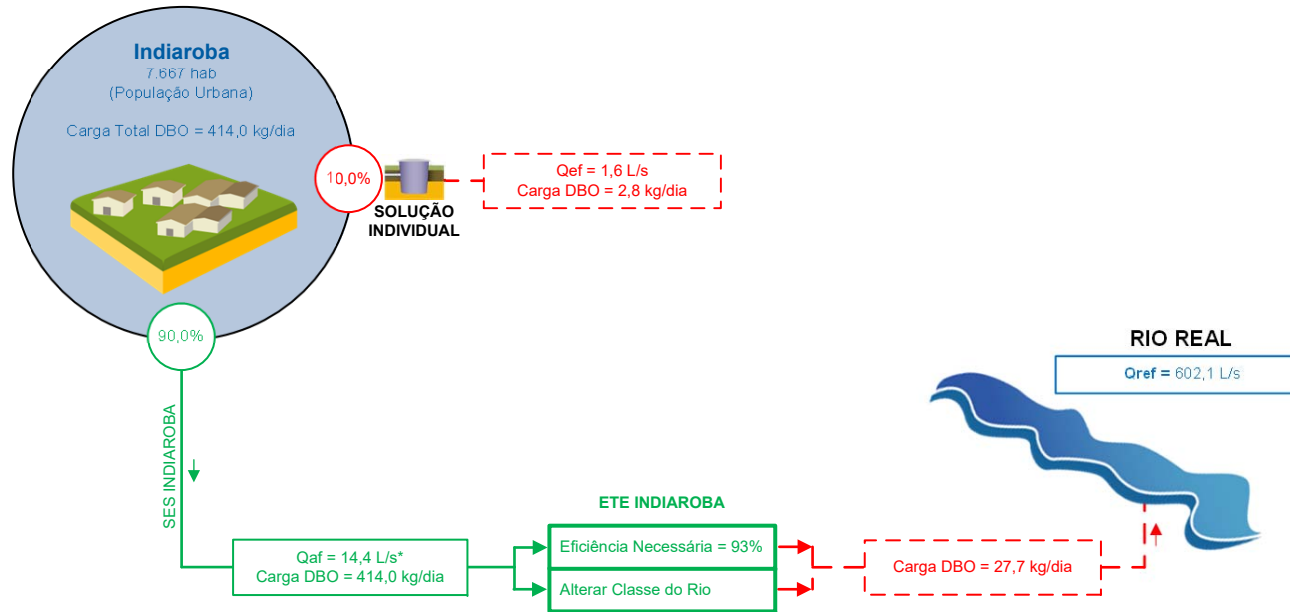 Indiaroba
7.667 hab
(População Urbana)
Carga Total DBO = 414,0 kg/dia
10,0%
SOLUÇÃO
INDIVIDUAL
Qef = 1,6 L/s
Carga DBO = 2,8 kg/dia
90,0%
SES INDIAROBA
RIO REAL
Qref = 602,1 L/s
ETE INDIAROBA
Qaf = 14,4 L/s*
Carga DBO = 414,0 kg/dia
Eficiência Necessária = 93%
Alterar Classe do Rio
Carga DBO = 27,7 kg/dia